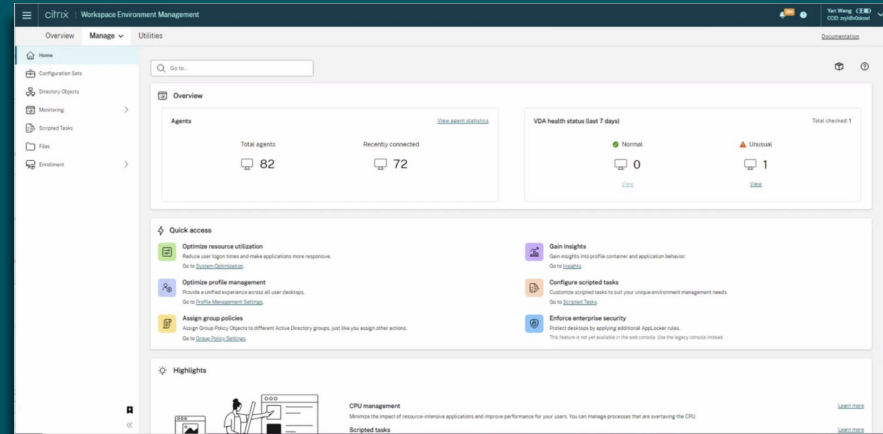 citrix | Workspace Environment Management
Yan Wang (王龑)
Overview Manage Utilities
Documentation
Home
Configuration Sets
Directory Objects
Monitoring
Scripted Tasks
Files
Enrollment
Go to...
Overview
Agents
View agent statistics
Total agents
Recently connected
82
72
VDA health status (last 7 days)
Total checked: 1
Normal
Unusual
0
1
View
View
Quick access
Optimize resource utilization
Reduce user logon times and make applications more responsive.
Go to System Optimization.
Optimize profile management
Provide a unified experience across all user desktops.
Go to Profile Management Settings.
Assign group policies
Assign Group Policy Objects to different Active Directory groups, just like you assign other actions.
Go to Group Policy Settings.
Gain insights
Gain insights into profile container and application behavior.
Go to Insights.
Configure scripted tasks
Customize scripted tasks to suit your unique environment management needs.
Go to Scripted Tasks.
Enforce enterprise security
Protect desktops by applying additional AppLocker rules.
This feature is not yet available in the web console. Use the legacy console instead.
Highlights
CPU management
Learn more
Minimize the impact of resource-intensive applications and improve performance for your users. You can manage processes that are overtaxing the CPU
Scripted tasks
Learn more